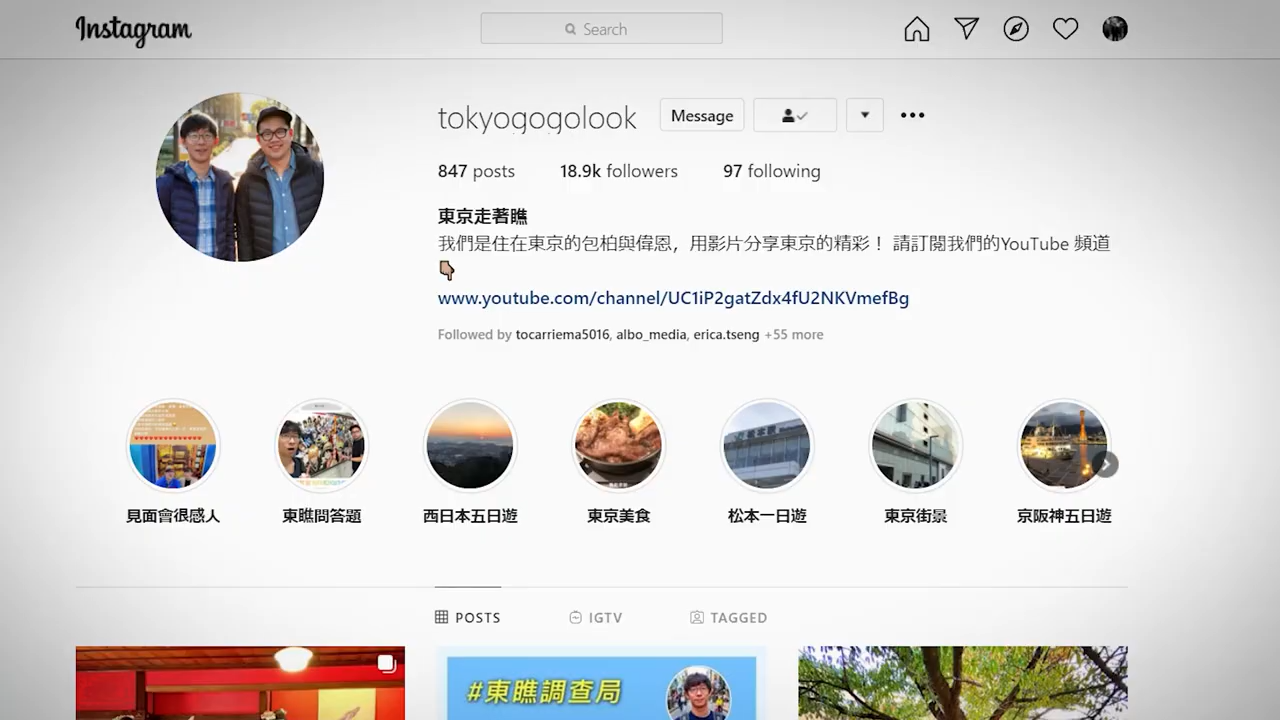 Instagram
Search
tokyogogolook
Message
847 posts 18.9k followers 97 following
東京走著瞧
我們是住在東京的包柏與偉恩，用影片分享東京的精彩！ 請訂閱我們的YouTube 頻道
👇🏼
www.youtube.com/channel/UC1iP2gatZdx4fU2NKVmefBg
Followed by tocarriema5016, albo_media, erica.tseng +55 more
見面會很感人 東瞧問答題 西日本五日遊 東京美食 松本一日遊 東京街景 京阪神五日遊
POSTS IGTV TAGGED
#東瞧調查局